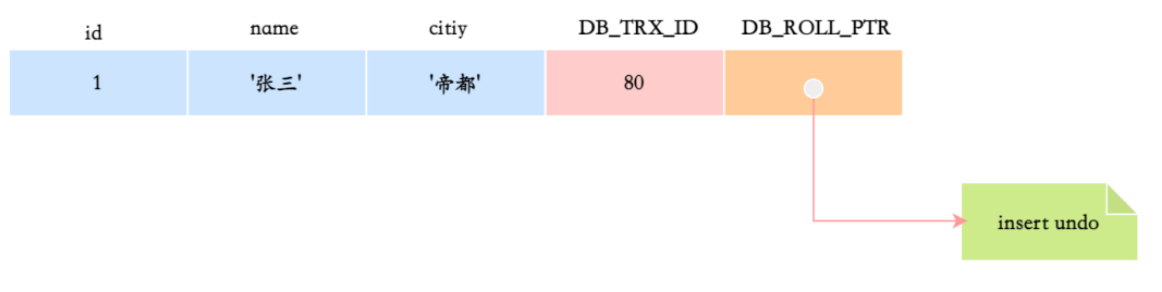 id name citiy DB_TRX_ID DB_ROLL_PTR
1 '张三' '帝都' 80
insert undo